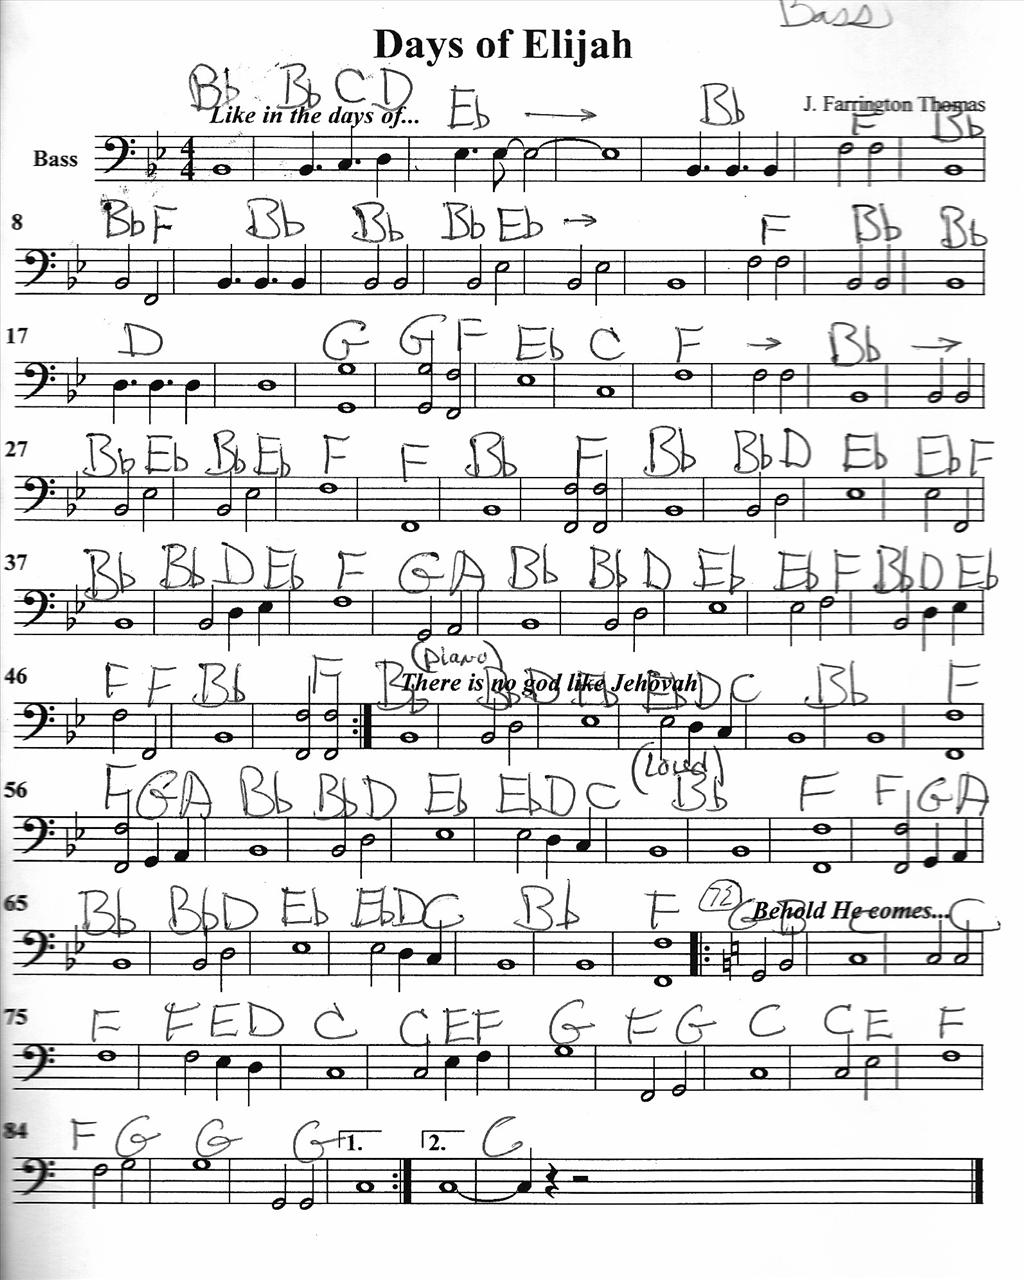 Bass
Days of Elijah
Bb Bb C D Eb → Bb F Bb
Like in the days of...
J. Farrington Thomas
Bass 4 4
8 Bb F Bb Bb Bb Eb → F Bb Bb
17 D G G F Eb C F → Bb →
27 Bb Eb Bb Eb F F Bb F Bb Bb D Eb Eb F
37 Bb Bb D Eb F G A Bb Bb D Eb Eb F Bb D Eb
(piano)
46 F F Bb F Bb Bb D Eb Eb D C Bb F
There is no god like Jehovah
(Loud)
56 F G A Bb Bb D Eb Eb D C Bb F F G A
65 Bb Bb D Eb Eb D C Bb F 72 G B C C
Behold He comes...
75 F F E D C C E F G F G C C E F
84 F G G G 1. 2. C